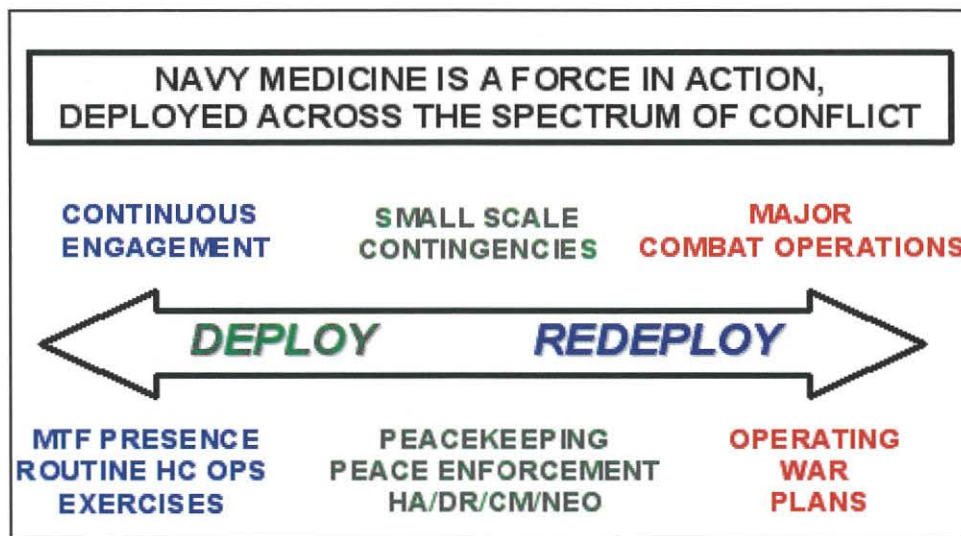 NAVY MEDICINE IS A FORCE IN ACTION,
DEPLOYED ACROSS THE SPECTRUM OF CONFLICT
CONTINUOUS
ENGAGEMENT
SMALL SCALE
CONTINGENCIES
MAJOR
COMBAT OPERATIONS
DEPLOY
REDEPLOY
MTF PRESENCE
ROUTINE HC OPS
EXERCISES
PEACEKEEPING
PEACE ENFORCEMENT
HA/DR/CM/NEO
OPERATING
WAR
PLANS